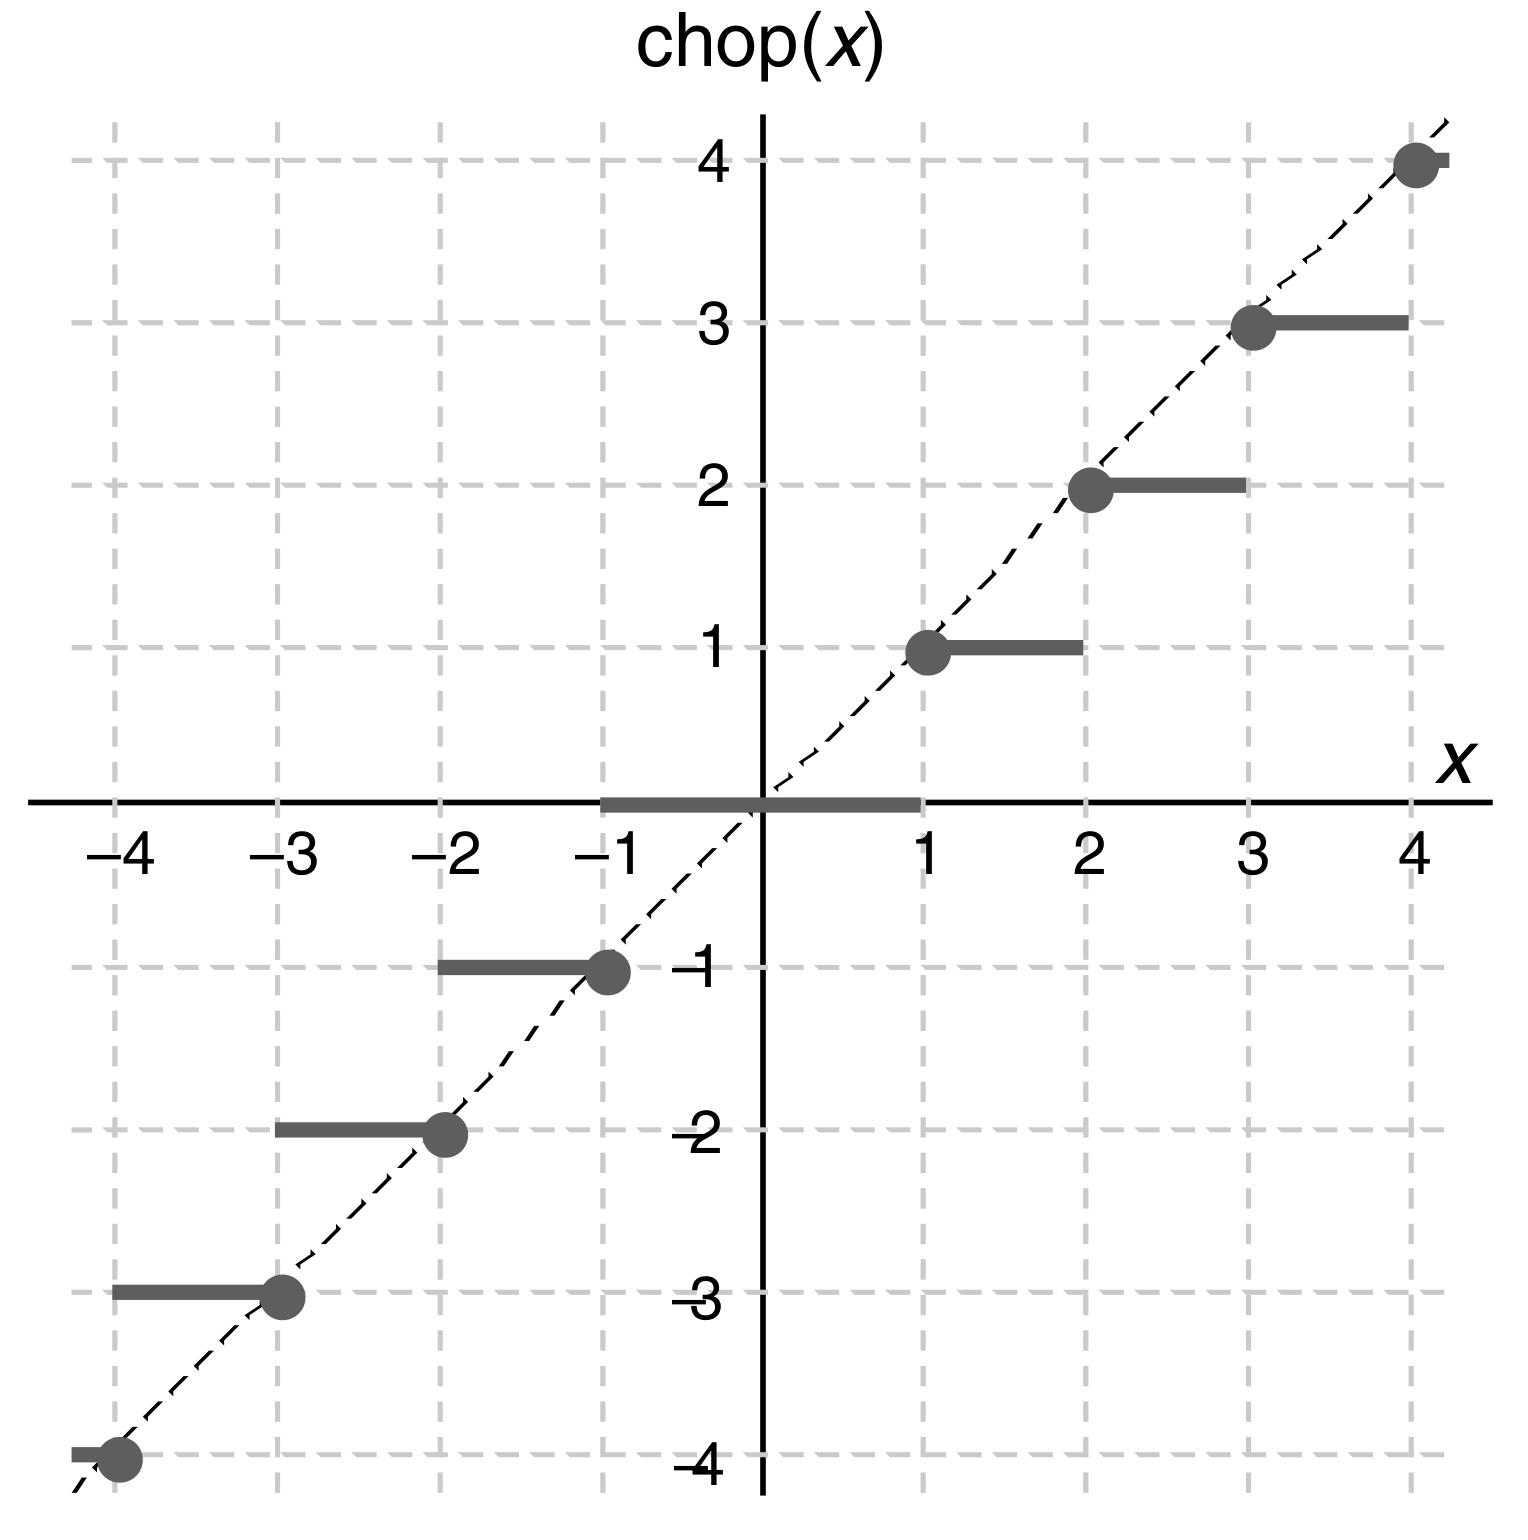 chop(x)
4
3
2
1
x
–4 –3 –2 –1 1 2 3 4
–1
–2
–3
–4